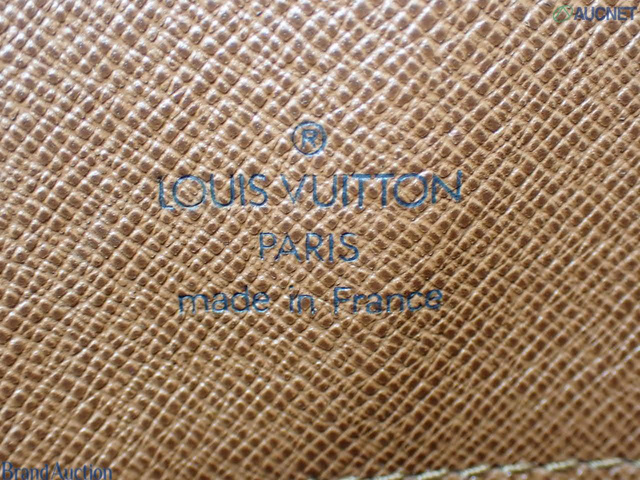 AUCNET
®
LOUIS VUITTON
PARIS
made in France
BrandAuction